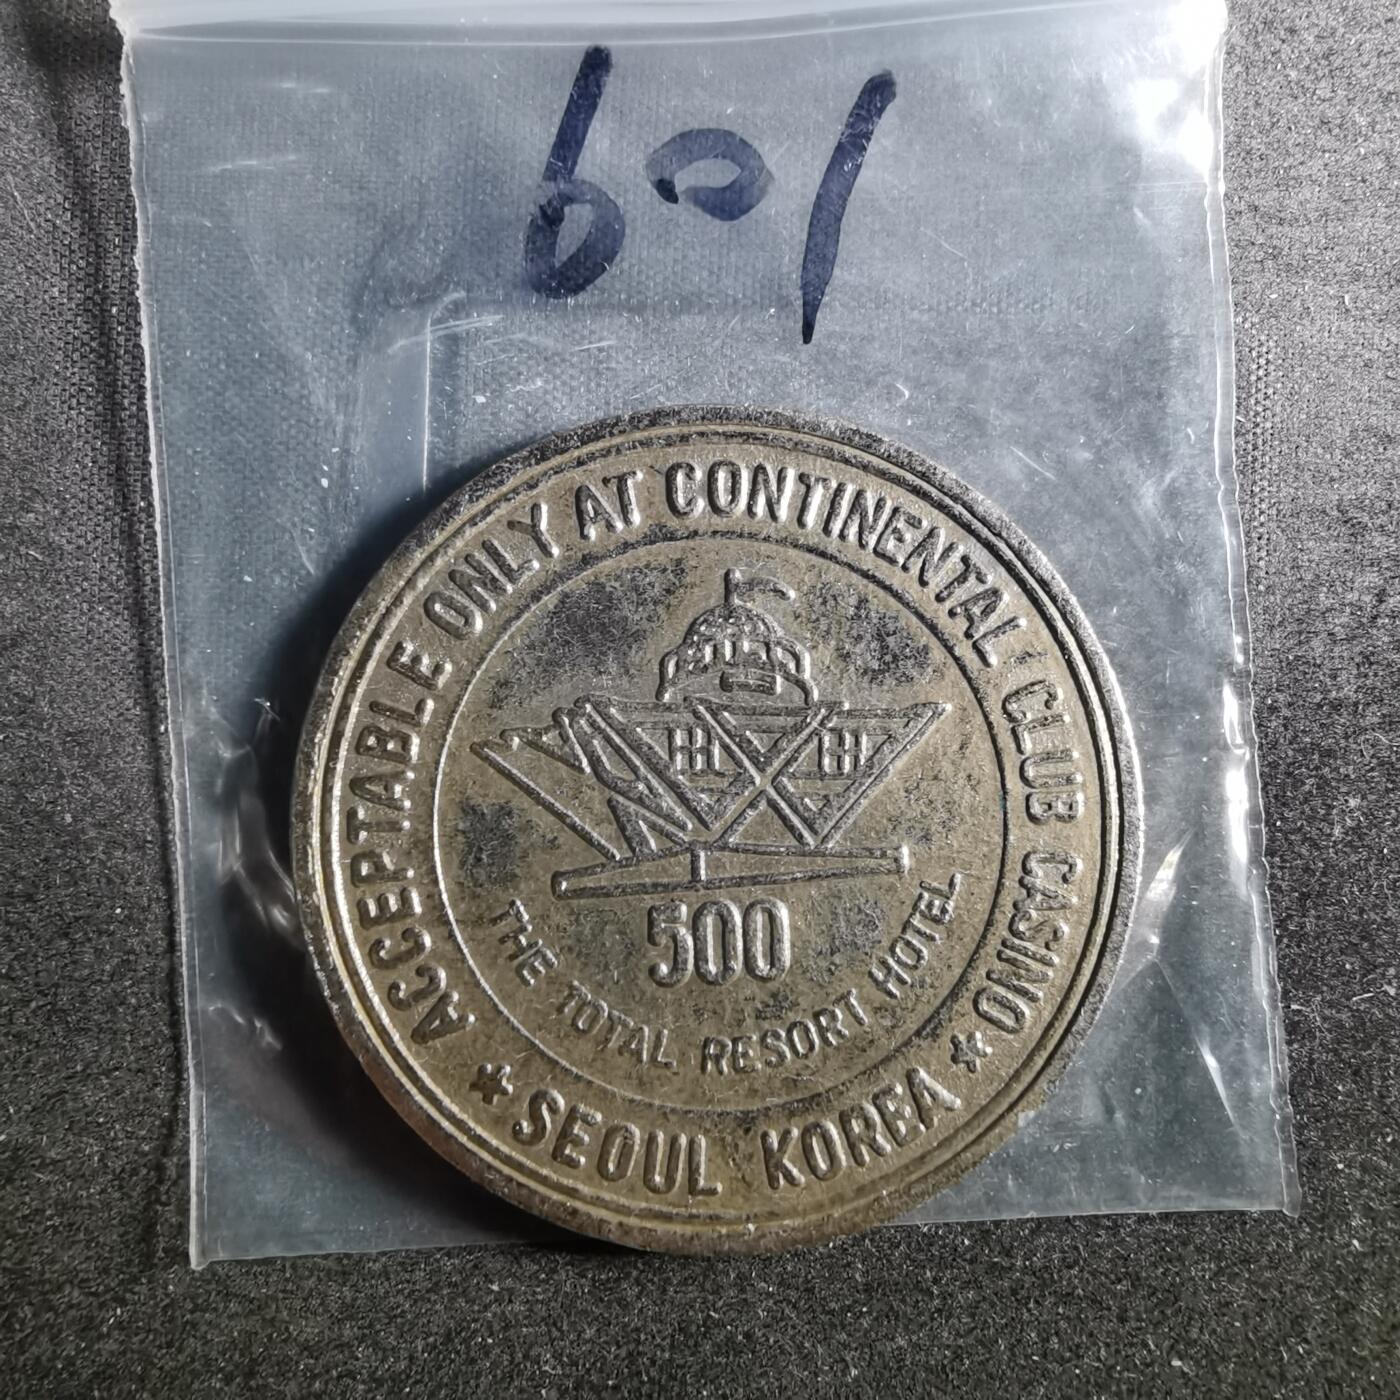 601
ACCEPTABLE ONLY AT CONTINENTAL CLUB CASINO
500
THE TOTAL RESORT HOTEL
* SEOUL KOREA *